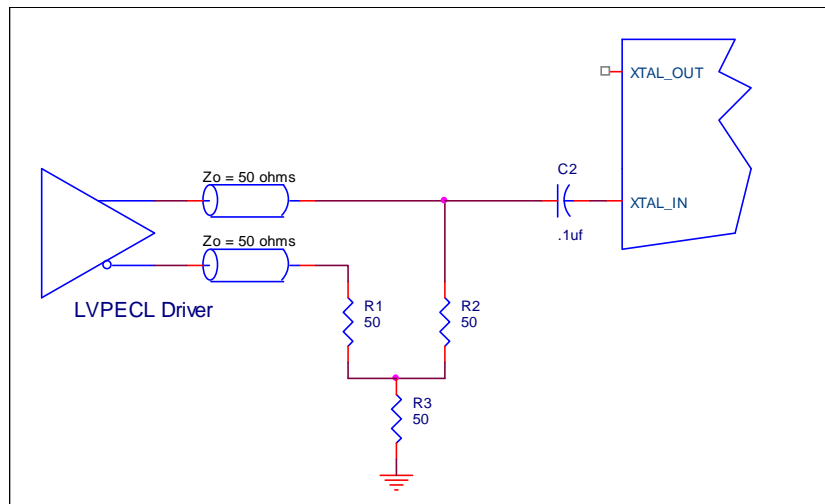 XTAL_OUT
C2
Zo = 50 ohms
XTAL_IN
.1uf
Zo = 50 ohms
LVPECL Driver
R1
50
R2
50
R3
50